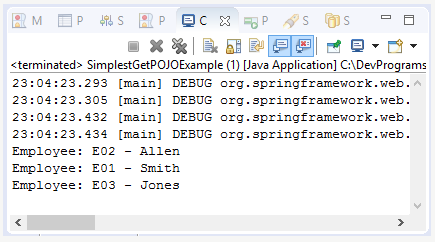 P P C P S S
<terminated> SimplestGetPOJOExample (1) [Java Application] C:\DevPrograms
23:04:23.293 [main] DEBUG org.springframework.web.
23:04:23.305 [main] DEBUG org.springframework.web.
23:04:23.432 [main] DEBUG org.springframework.web.
23:04:23.434 [main] DEBUG org.springframework.web.
Employee: E02 - Allen
Employee: E01 - Smith
Employee: E03 - Jones